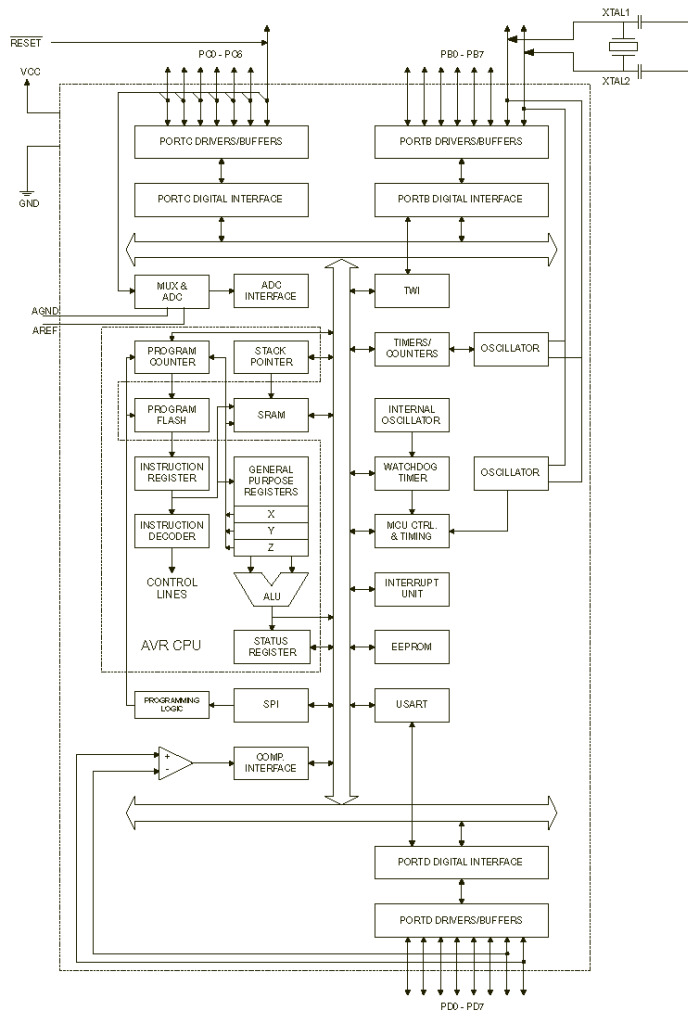 XTAL1
RESET
PC0 - PC6
PB0 - PB7
VCC
XTAL2
PORTC DRIVERS/BUFFERS
PORTB DRIVERS/BUFFERS
PORTC DIGITAL INTERFACE
PORTB DIGITAL INTERFACE
GND
MUX &
ADC
ADC
INTERFACE
TWI
AGND
AREF
PROGRAM
COUNTER
STACK
POINTER
TIMERS/
COUNTERS
OSCILLATOR
PROGRAM
FLASH
SRAM
INTERNAL
OSCILLATOR
INSTRUCTION
REGISTER
GENERAL
PURPOSE
REGISTERS
WATCHDOG
TIMER
OSCILLATOR
X
INSTRUCTION
DECODER
Y
MCU CTRL.
& TIMING
Z
CONTROL
LINES
ALU
INTERRUPT
UNIT
AVR CPU
STATUS
REGISTER
EEPROM
PROGRAMMING
LOGIC
SPI
USART
+
-
COMP.
INTERFACE
PORTD DIGITAL INTERFACE
PORTD DRIVERS/BUFFERS
PD0 - PD7